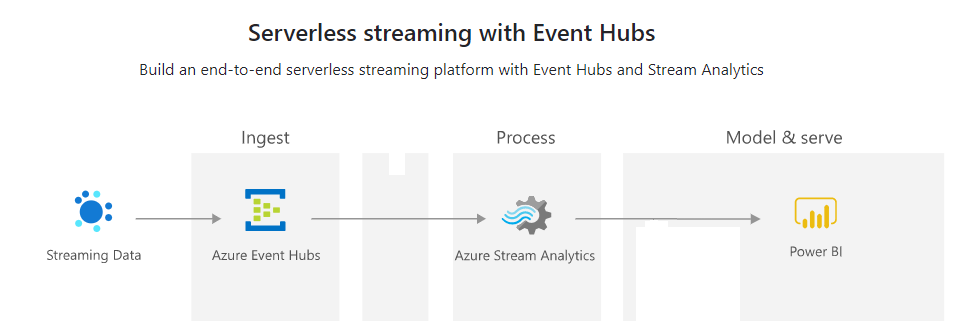 Serverless streaming with Event Hubs
Build an end-to-end serverless streaming platform with Event Hubs and Stream Analytics
Ingest
Process
Model & serve
Streaming Data
Azure Event Hubs
Azure Stream Analytics
Power BI